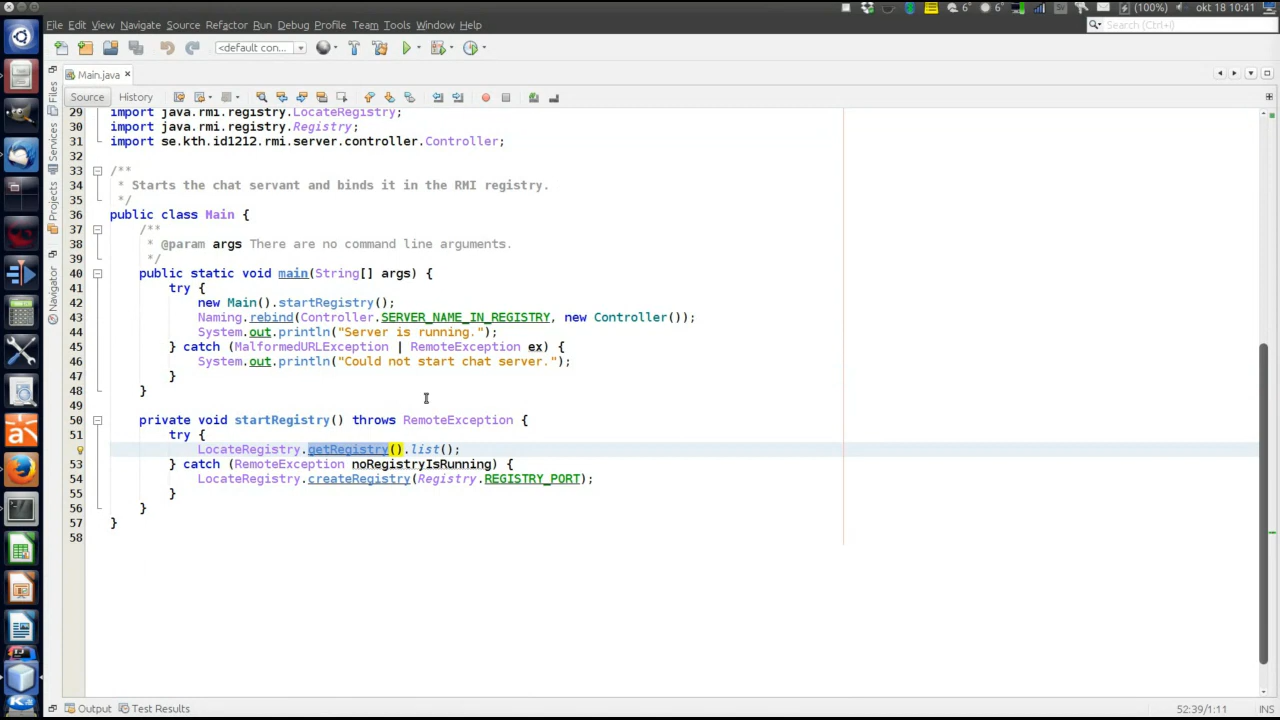 (100%) okt 18 10:41
File Edit View Navigate Source Refactor Run Debug Profile Team Tools Window Help
Search (Ctrl+I)
<default con...
Main.java
Source History
Files
Services
Projects
Navigator
29 import java.rmi.registry.LocateRegistry;
30 import java.rmi.registry.Registry;
31 import se.kth.id1212.rmi.server.controller.Controller;
32
33 /**
34  * Starts the chat servant and binds it in the RMI registry.
35  */
36 public class Main {
37     /**
38      * @param args There are no command line arguments.
39      */
40     public static void main(String[] args) {
41         try {
42             new Main().startRegistry();
43             Naming.rebind(Controller.SERVER_NAME_IN_REGISTRY, new Controller());
44             System.out.println("Server is running.");
45         } catch (MalformedURLException | RemoteException ex) {
46             System.out.println("Could not start chat server.");
47         }
48     }
49
50     private void startRegistry() throws RemoteException {
51         try {
LocateRegistry.getRegistry().list();
53         } catch (RemoteException noRegistryIsRunning) {
54             LocateRegistry.createRegistry(Registry.REGISTRY_PORT);
55         }
56     }
57 }
58
Output Test Results
52:39/1:11 INS